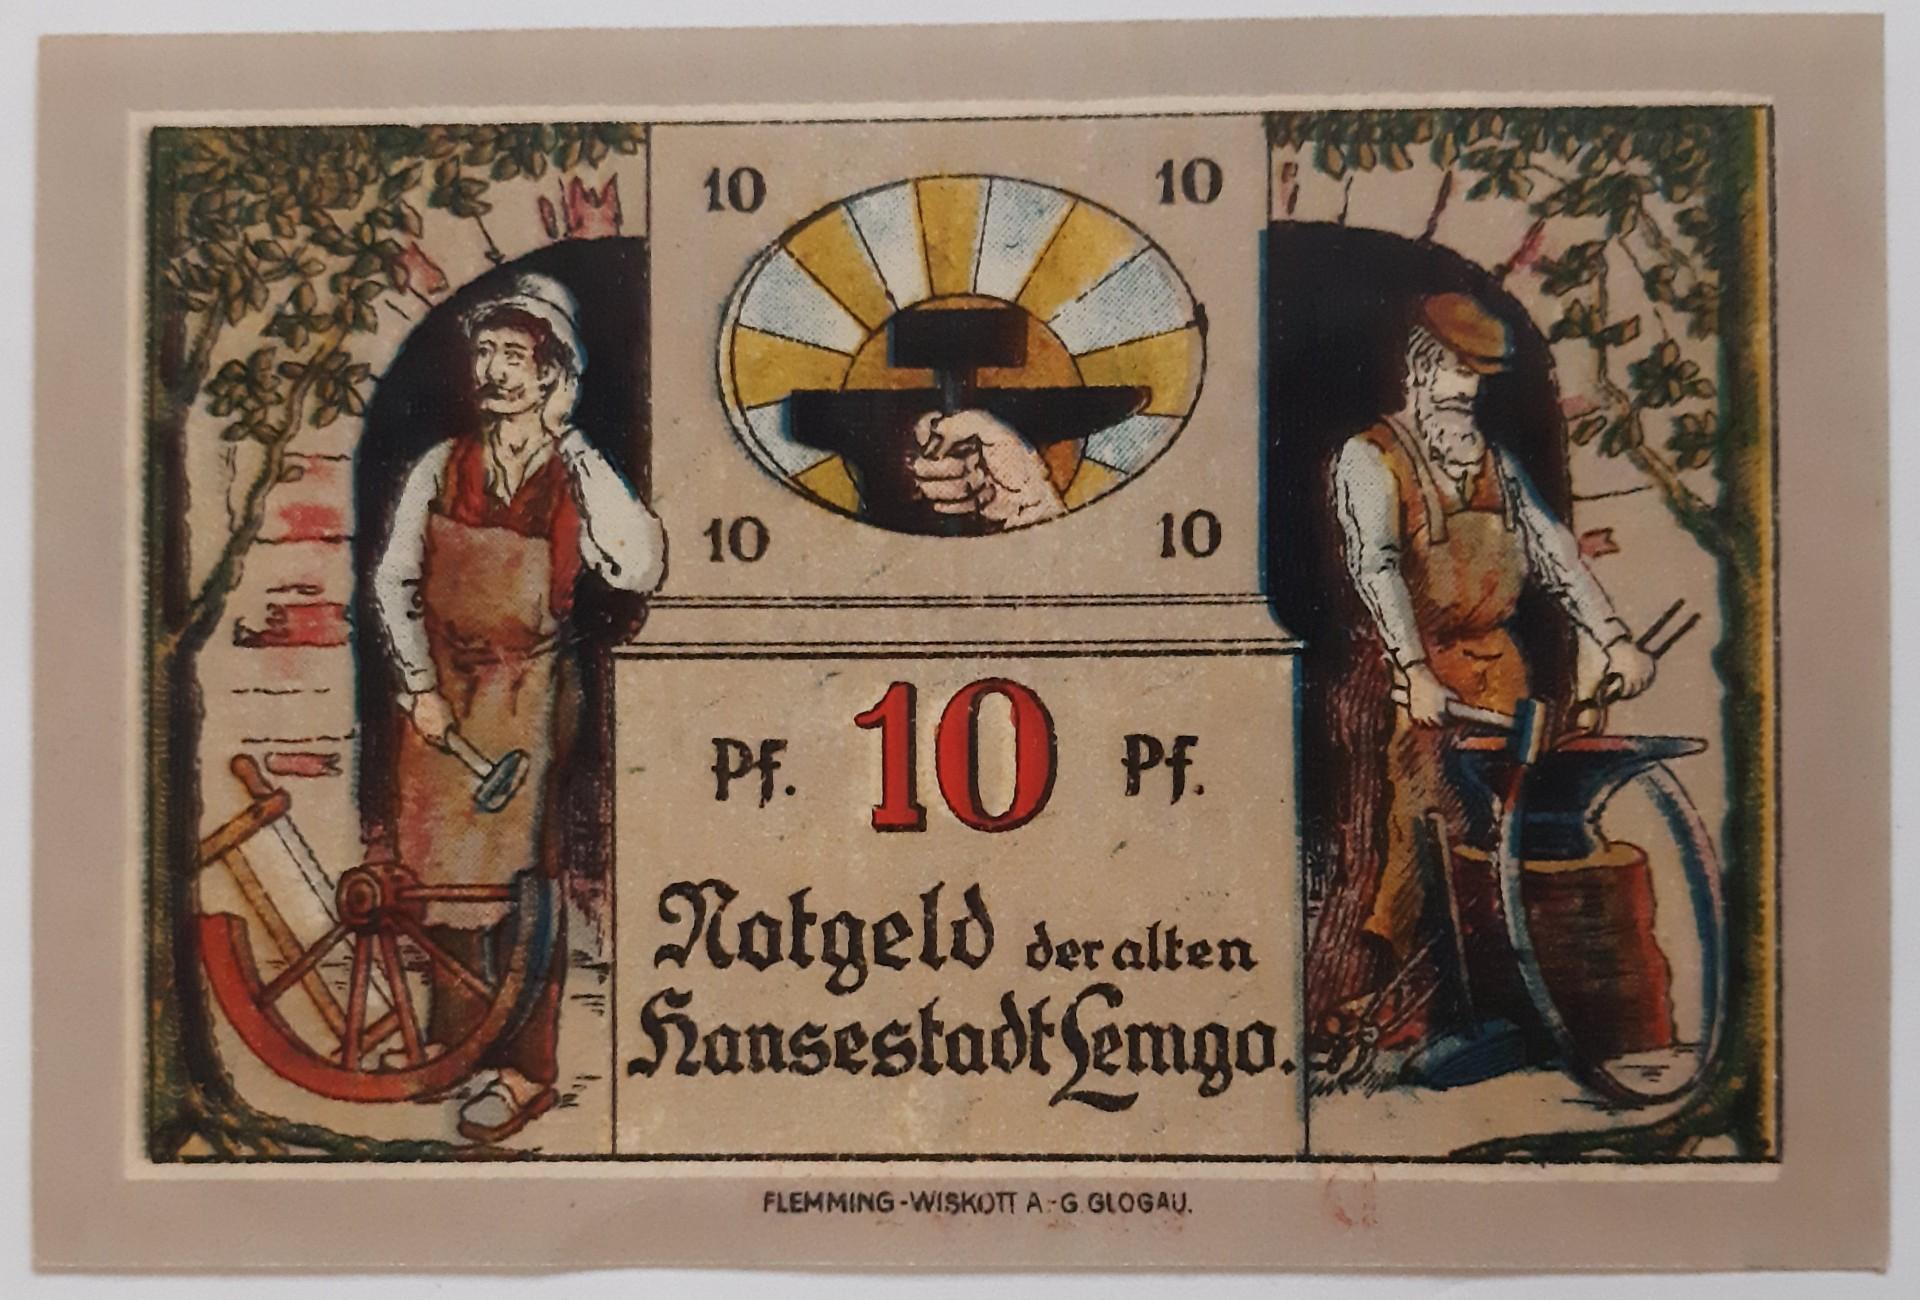 10 10
10 10
Pf. 10 Pf.
Notgeld der alten
Hansestadt Lemgo.
FLEMMING-WISKOTT A.-G. GLOGAU.